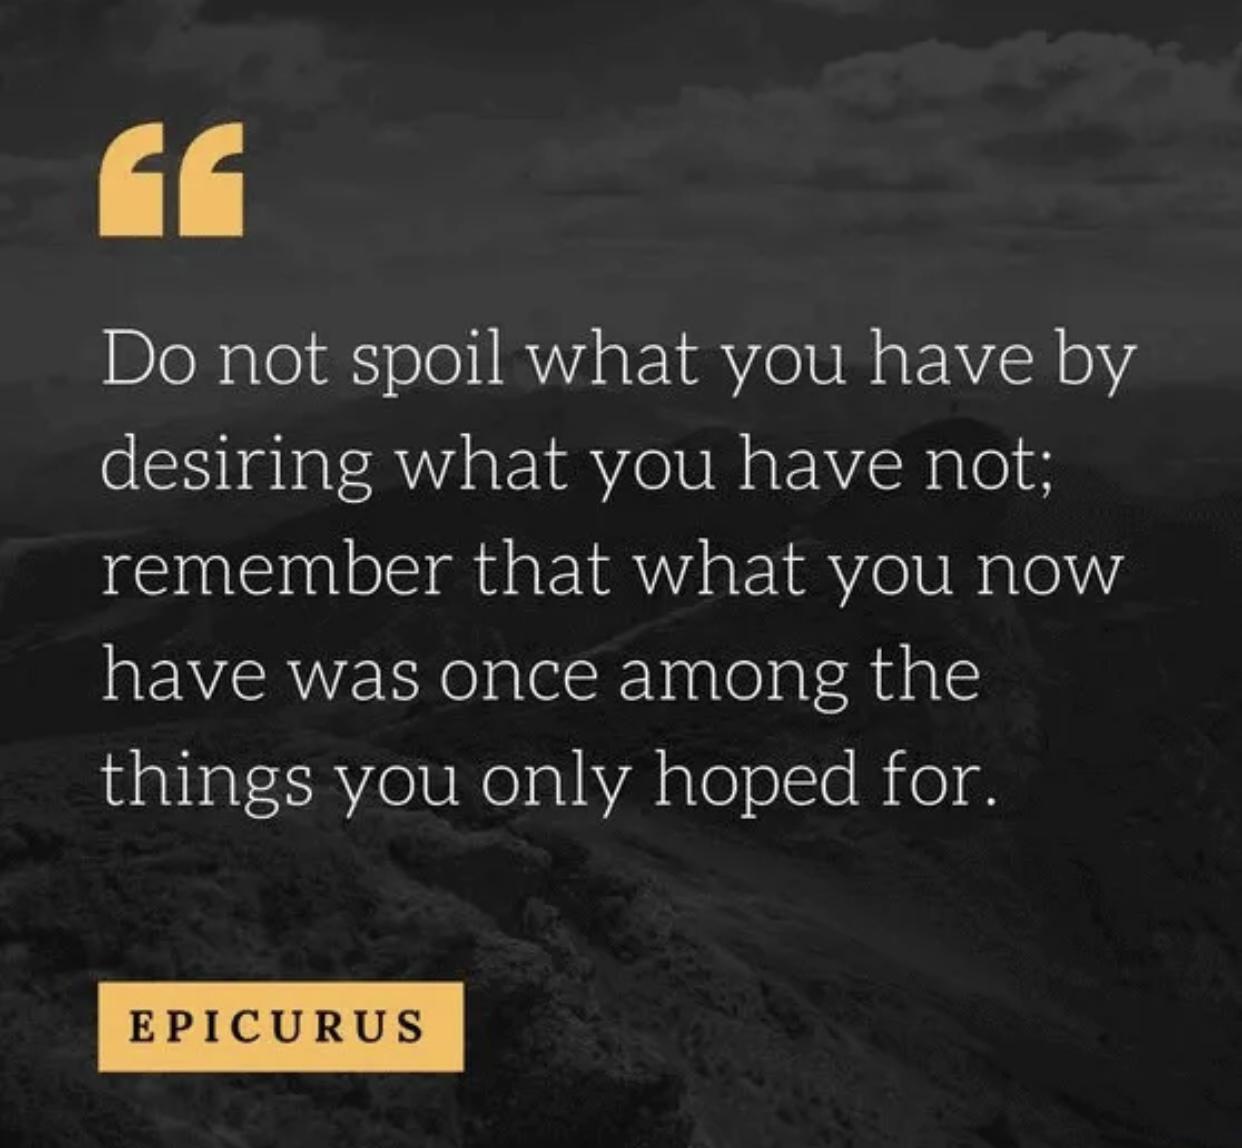 “
Do not spoil what you have by
desiring what you have not;
remember that what you now
have was once among the
things you only hoped for.
EPICURUS